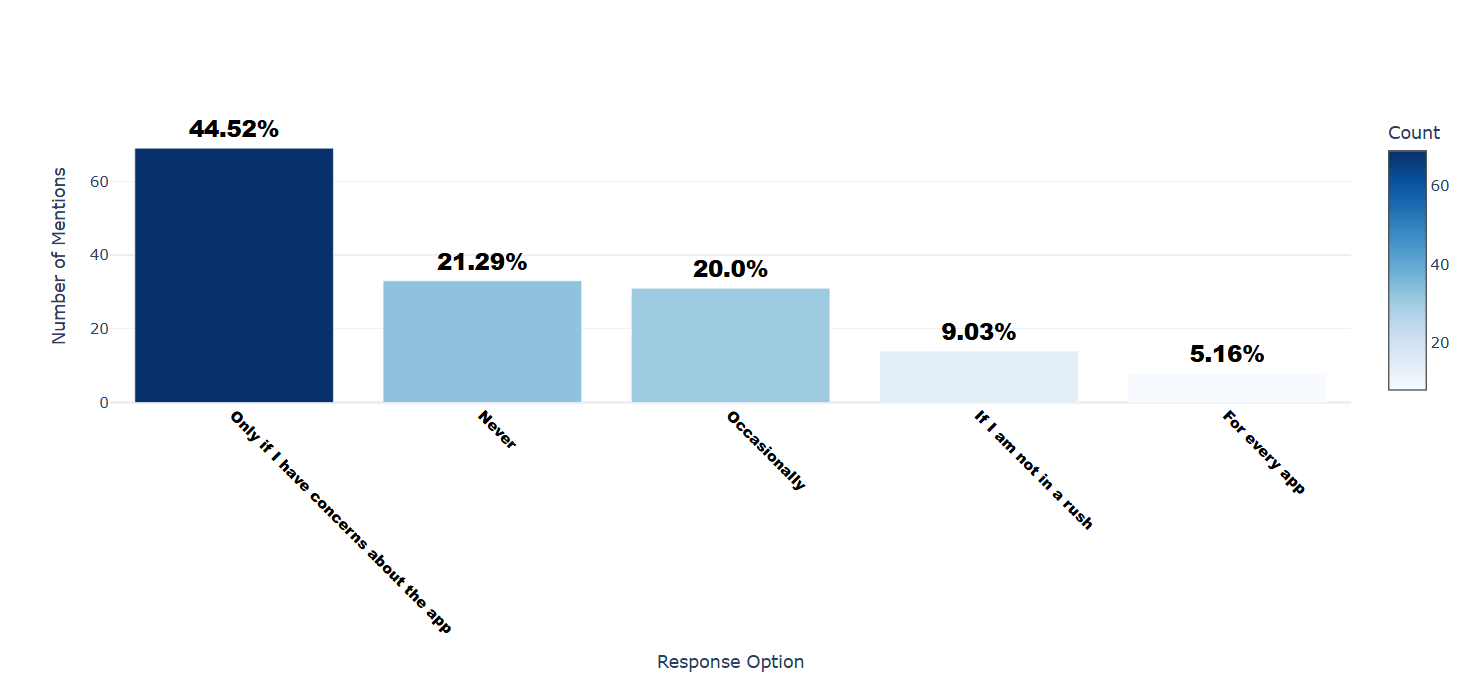 44.52%
21.29%
20.0%
9.03%
5.16%
Number of Mentions
60
40
20
0
Only if I have concerns about the app
Never
Occasionally
If I am not in a rush
For every app
Response Option
Count
60
40
20